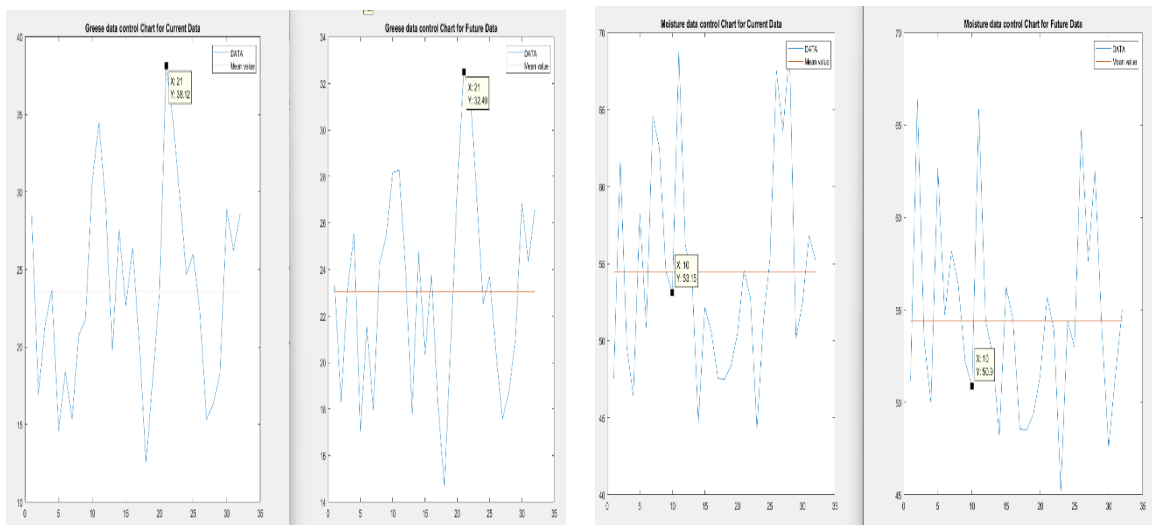 Greese data control Chart for Current Data
DATA
Mean value
X: 21
Y: 38.12
40
35
30
25
20
15
10
0 5 10 15 20 25 30 35
Greese data control Chart for Future Data
DATA
Mean value
X: 21
Y: 32.49
34
32
30
28
26
24
22
20
18
16
14
0 5 10 15 20 25 30 35
Moisture data control Chart for Current Data
DATA
Mean value
X: 10
Y: 53.15
70
65
60
55
50
45
40
0 5 10 15 20 25 30 35
Moisture data control Chart for Future Data
DATA
Mean value
X: 10
Y: 50.9
65
60
55
50
45
0 5 10 15 20 25 30 35